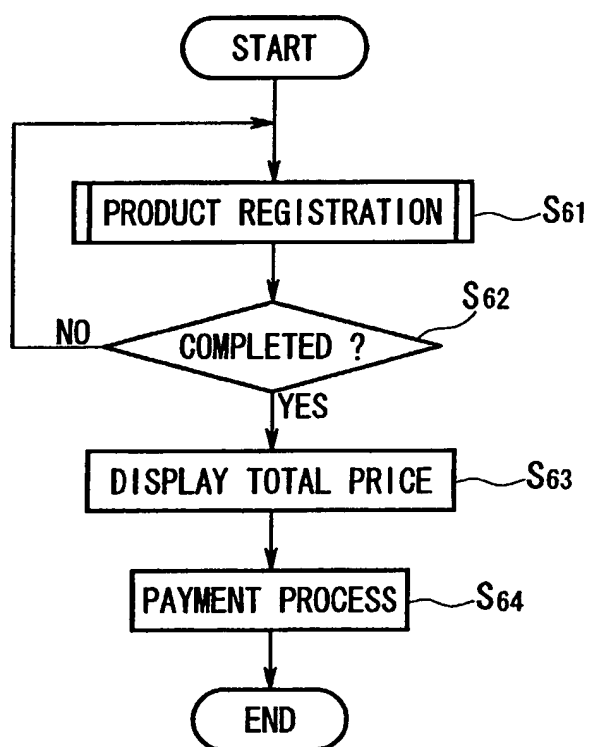 START
PRODUCT REGISTRATION
S61
S62
NO
COMPLETED ?
YES
DISPLAY TOTAL PRICE
S63
PAYMENT PROCESS
S64
END